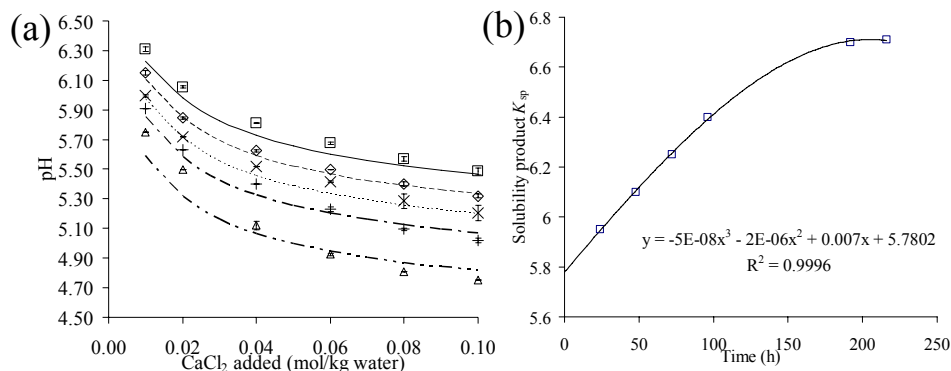 (a)
6.50
6.30
6.10
5.90
5.70
5.50
5.30
5.10
4.90
4.70
4.50
pH
0.00 0.02 0.04 0.06 0.08 0.10
CaCl2 added (mol/kg water)
(b)
6.8
6.6
6.4
6.2
6
5.8
5.6
Solubility product Ksp
y = -5E-08x3 - 2E-06x2 + 0.007x + 5.7802
R2 = 0.9996
0 50 100 150 200 250
Time (h)